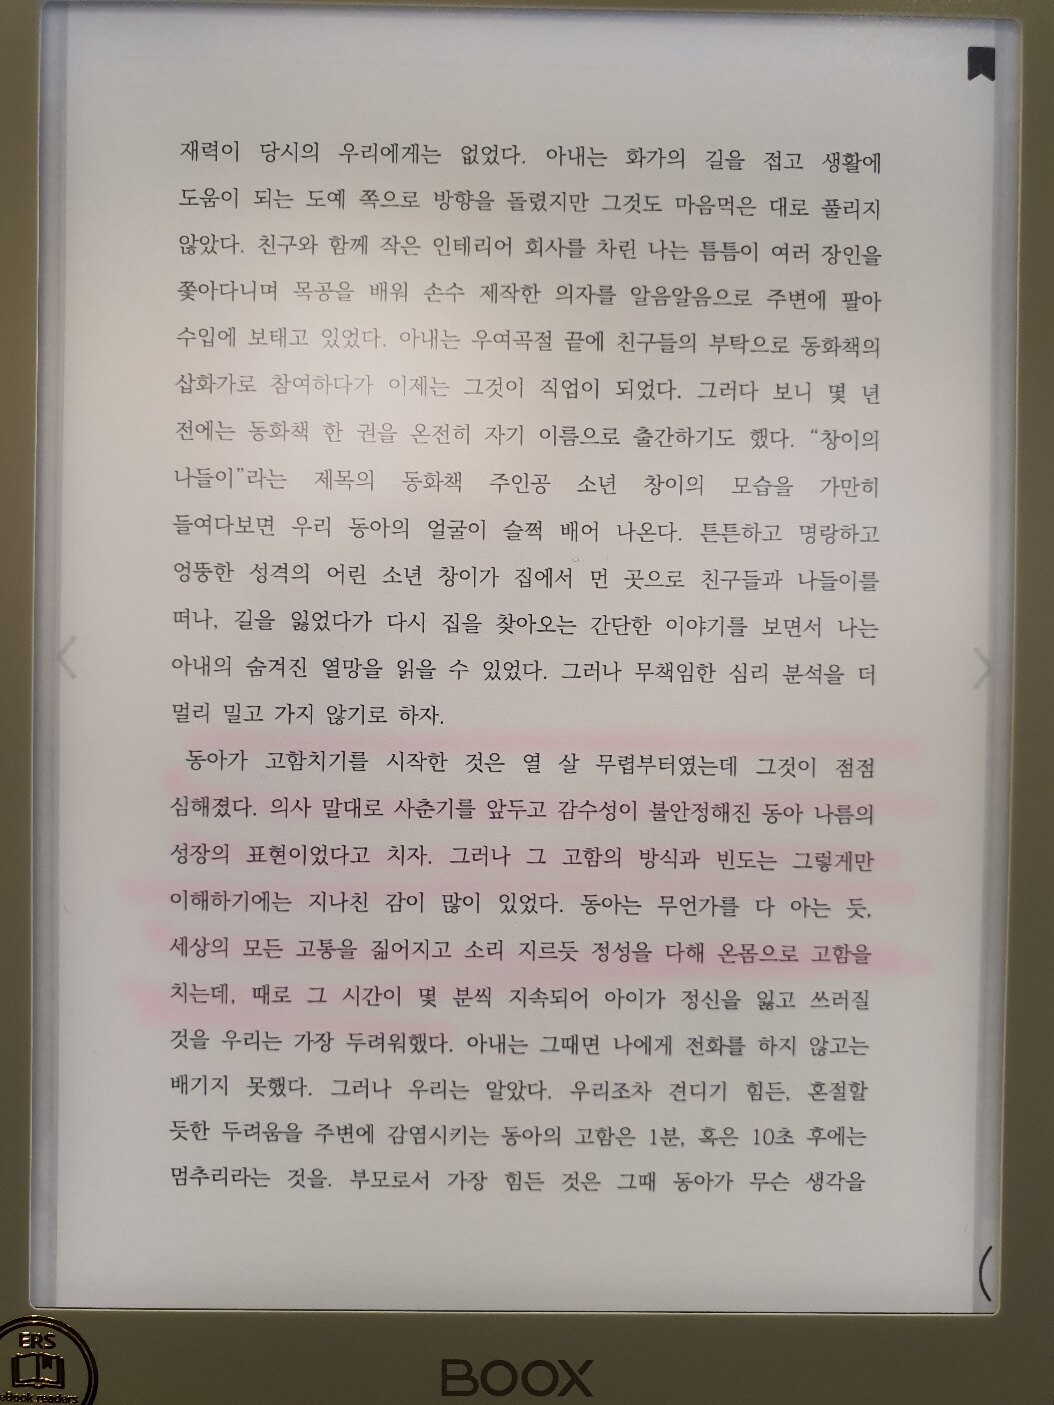 재력이 당시의 우리에게는 없었다. 아내는 화가의 길을 접고 생활에
도움이 되는 도예 쪽으로 방향을 돌렸지만 그것도 마음먹은 대로 풀리지
않았다. 친구와 함께 작은 인테리어 회사를 차린 나는 틈틈이 여러 장인을
쫓아다니며 목공을 배워 손수 제작한 의자를 알음알음으로 주변에 팔아
수입에 보태고 있었다. 아내는 우여곡절 끝에 친구들의 부탁으로 동화책의
삽화가로 참여하다가 이제는 그것이 직업이 되었다. 그러다 보니 몇 년
전에는 동화책 한 권을 온전히 자기 이름으로 출간하기도 했다. “창이의
나들이”라는 제목의 동화책 주인공 소년 창이의 모습을 가만히
들여다보면 우리 동아의 얼굴이 슬쩍 배어 나온다. 튼튼하고 명랑하고
엉뚱한 성격의 어린 소년 창이가 집에서 먼 곳으로 친구들과 나들이를
떠나, 길을 잃었다가 다시 집을 찾아오는 간단한 이야기를 보면서 나는
아내의 숨겨진 열망을 읽을 수 있었다. 그러나 무책임한 심리 분석을 더
멀리 밀고 가지 않기로 하자.
동아가 고함치기를 시작한 것은 열 살 무렵부터였는데 그것이 점점
심해졌다. 의사 말대로 사춘기를 앞두고 감수성이 불안정해진 동아 나름의
성장의 표현이었다고 치자. 그러나 그 고함의 방식과 빈도는 그렇게만
이해하기에는 지나친 감이 많이 있었다. 동아는 무언가를 다 아는 듯,
세상의 모든 고통을 짊어지고 소리 지르듯 정성을 다해 온몸으로 고함을
치는데, 때로 그 시간이 몇 분씩 지속되어 아이가 정신을 잃고 쓰러질
것을 우리는 가장 두려워했다. 아내는 그때면 나에게 전화를 하지 않고는
배기지 못했다. 그러나 우리는 알았다. 우리조차 견디기 힘든, 혼절할
듯한 두려움을 주변에 감염시키는 동아의 고함은 1분, 혹은 10초 후에는
멈추리라는 것을. 부모로서 가장 힘든 것은 그때 동아가 무슨 생각을
ERS
eBook readers
BOOX